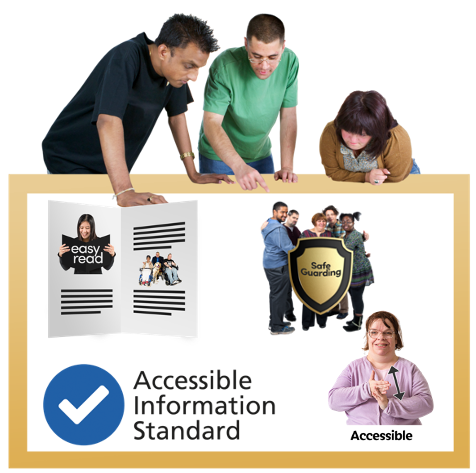 easy
read
Safe
Guarding
Accessible
Information
Standard
Accessible